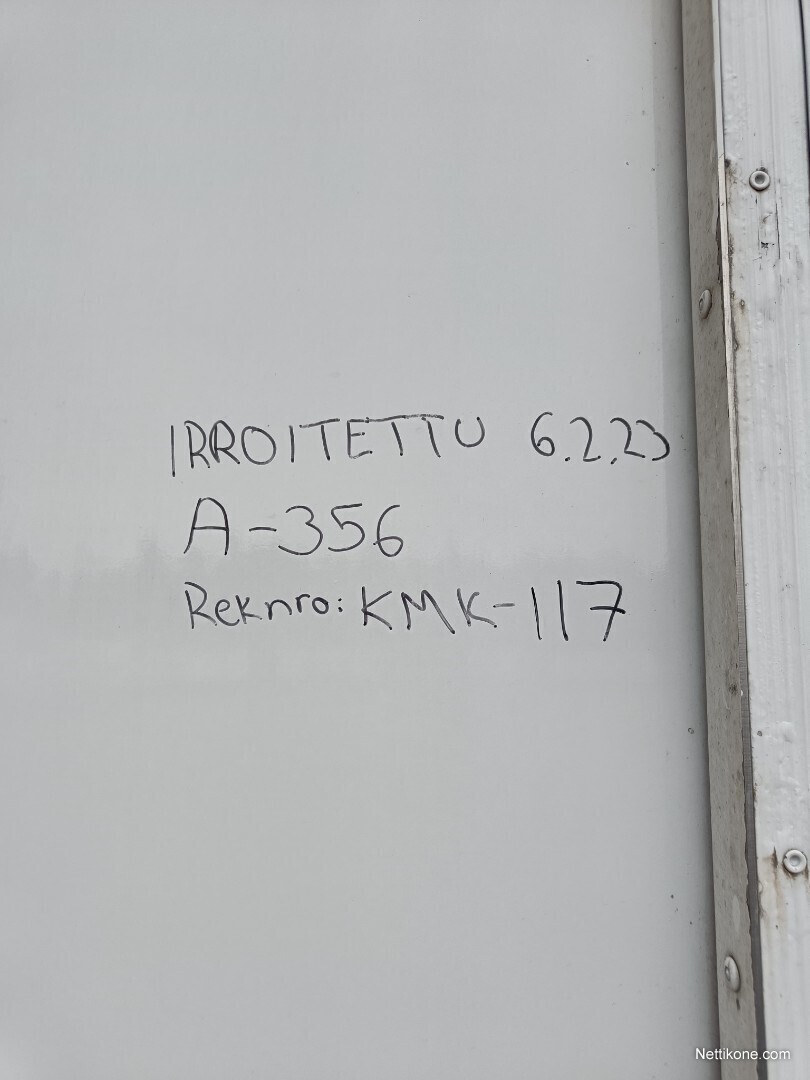 IRROITETTU 6.2.23
A-356
Reknro: KMK-117
Nettikone.com